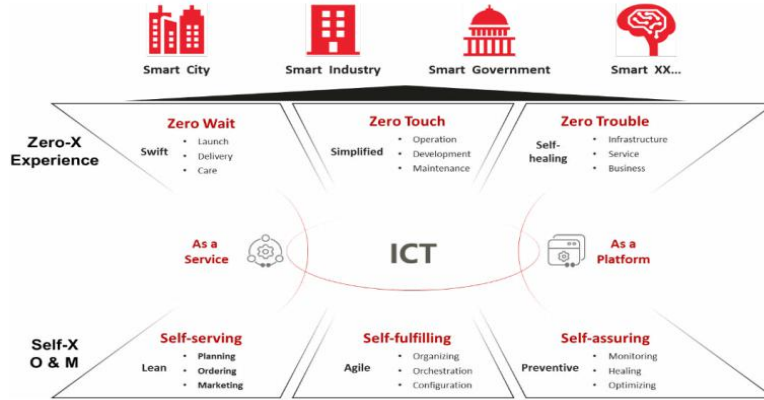 Smart City
Smart Industry
Smart Government
Smart XX...
Zero-X
Experience
Zero Wait
Swift
• Launch
• Delivery
• Care
Zero Touch
Simplified
• Operation
• Development
• Maintenance
Zero Trouble
Self-
healing
• Infrastructure
• Service
• Business
As a
Service
ICT
As a
Platform
Self-X
O & M
Self-serving
Lean
• Planning
• Ordering
• Marketing
Self-fulfilling
Agile
• Organizing
• Orchestration
• Configuration
Self-assuring
Preventive
• Monitoring
• Healing
• Optimizing